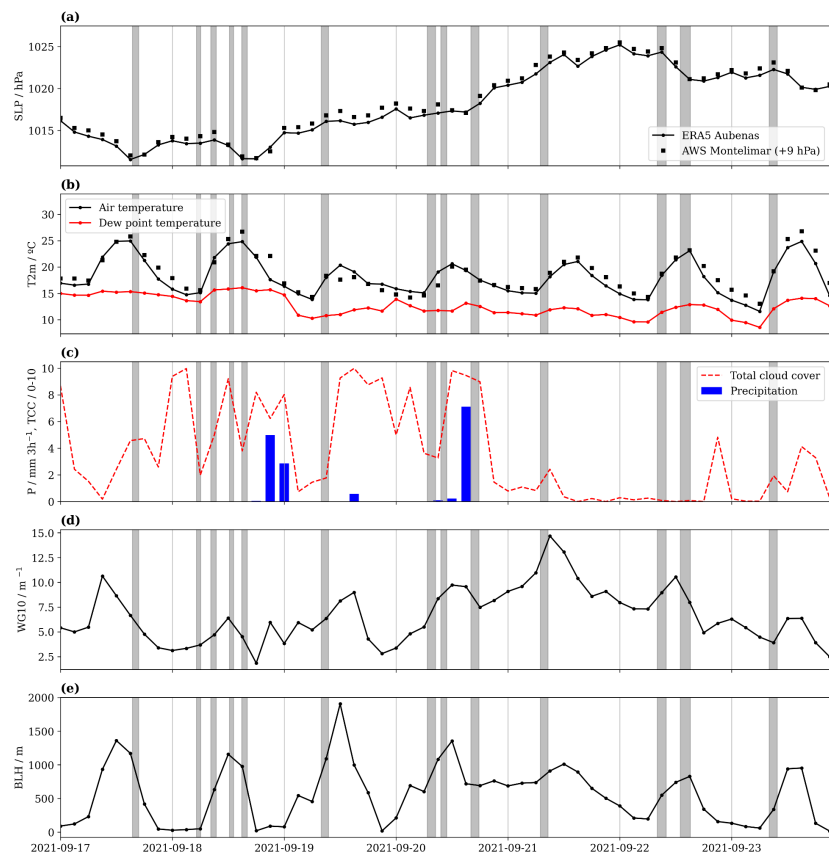 (a)
1025
1020
1015
SLP / hPa
ERA5 Aubenas
AWS Montelimar (+9 hPa)
(b)
30
25
20
15
10
T2m / ºC
Air temperature
Dew point temperature
(c)
10
8
6
4
2
0
P / mm 3h⁻¹, TCC / 0-10
Total cloud cover
Precipitation
(d)
15.0
12.5
10.0
7.5
5.0
2.5
WG10 / m ⁻¹
(e)
2000
1500
1000
500
0
BLH / m
2021-09-17 2021-09-18 2021-09-19 2021-09-20 2021-09-21 2021-09-22 2021-09-23